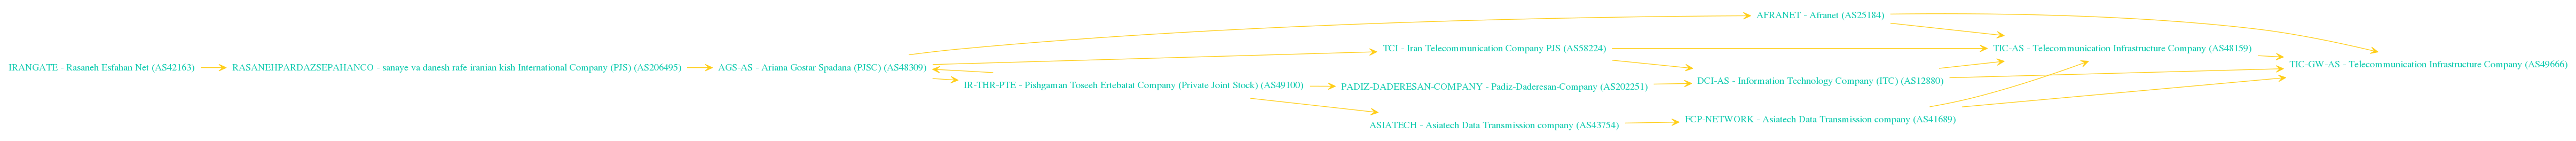 IRANGATE - Rasaneh Esfahan Net (AS42163)
RASANEHPARDAZSEPAHANCO - sanaye va danesh rafe iranian kish International Company (PJS) (AS206495)
AGS-AS - Ariana Gostar Spadana (PJSC) (AS48309)
AFRANET - Afranet (AS25184)
TCI - Iran Telecommunication Company PJS (AS58224)
IR-THR-PTE - Pishgaman Toseeh Ertebatat Company (Private Joint Stock) (AS49100)
PADIZ-DADERESAN-COMPANY - Padiz-Daderesan-Company (AS202251)
ASIATECH - Asiatech Data Transmission company (AS43754)
DCI-AS - Information Technology Company (ITC) (AS12880)
FCP-NETWORK - Asiatech Data Transmission company (AS41689)
TIC-AS - Telecommunication Infrastructure Company (AS48159)
TIC-GW-AS - Telecommunication Infrastructure Company (AS49666)